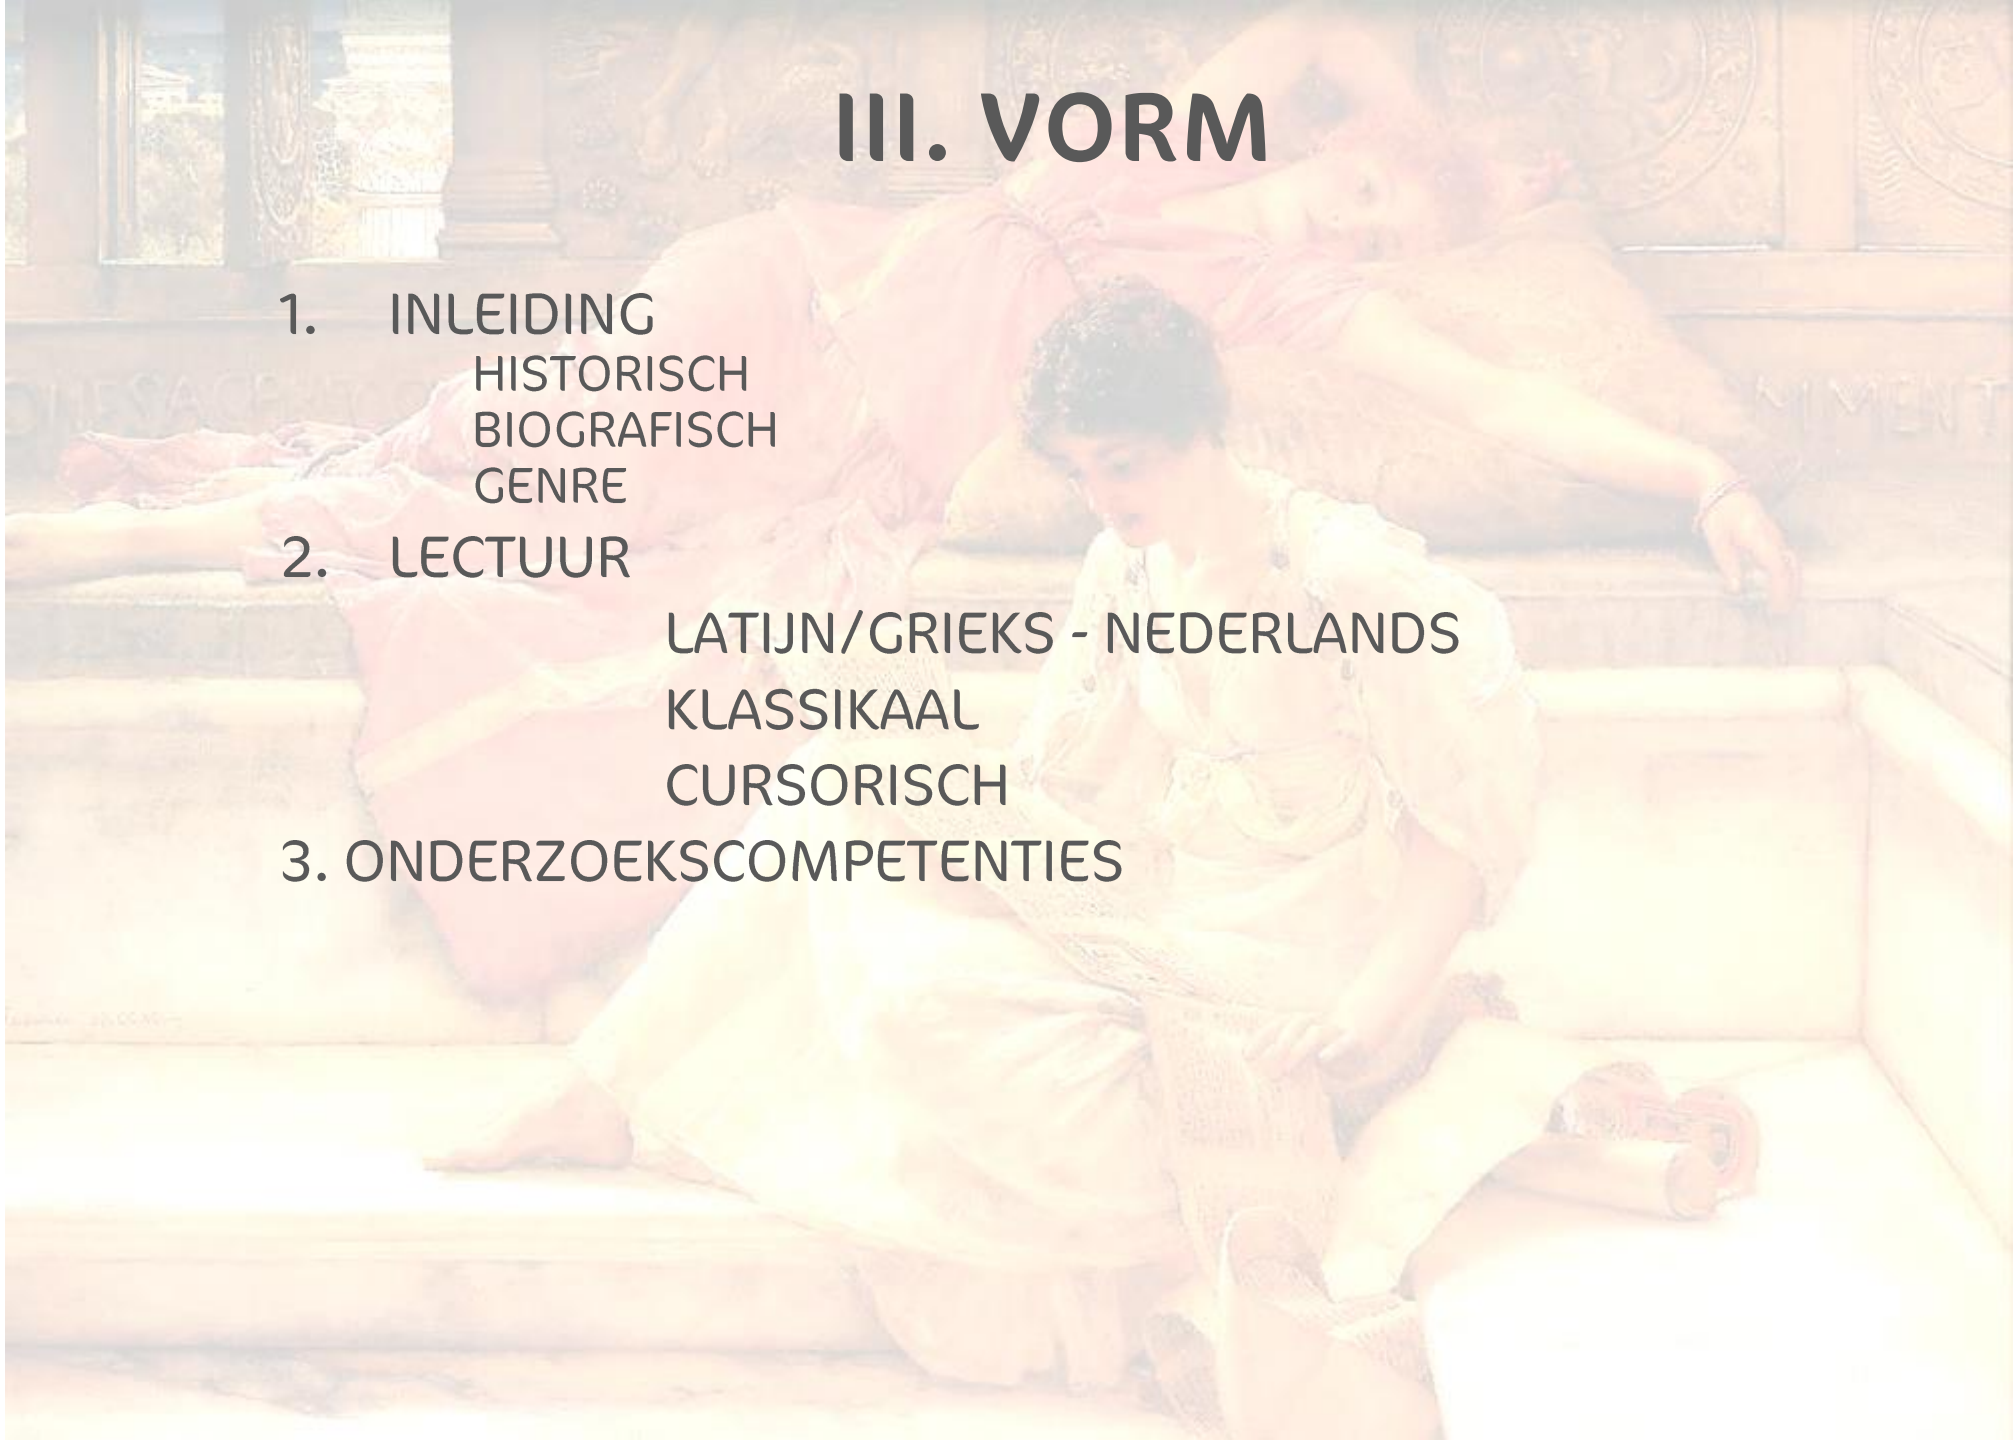 III. VORM
1. INLEIDING
HISTORISCH
BIOGRAFISCH
GENRE
2. LECTUUR
LATIJN/GRIEKS - NEDERLANDS
KLASSIKAAL
CURSORISCH
3. ONDERZOEKSCOMPETENTIES